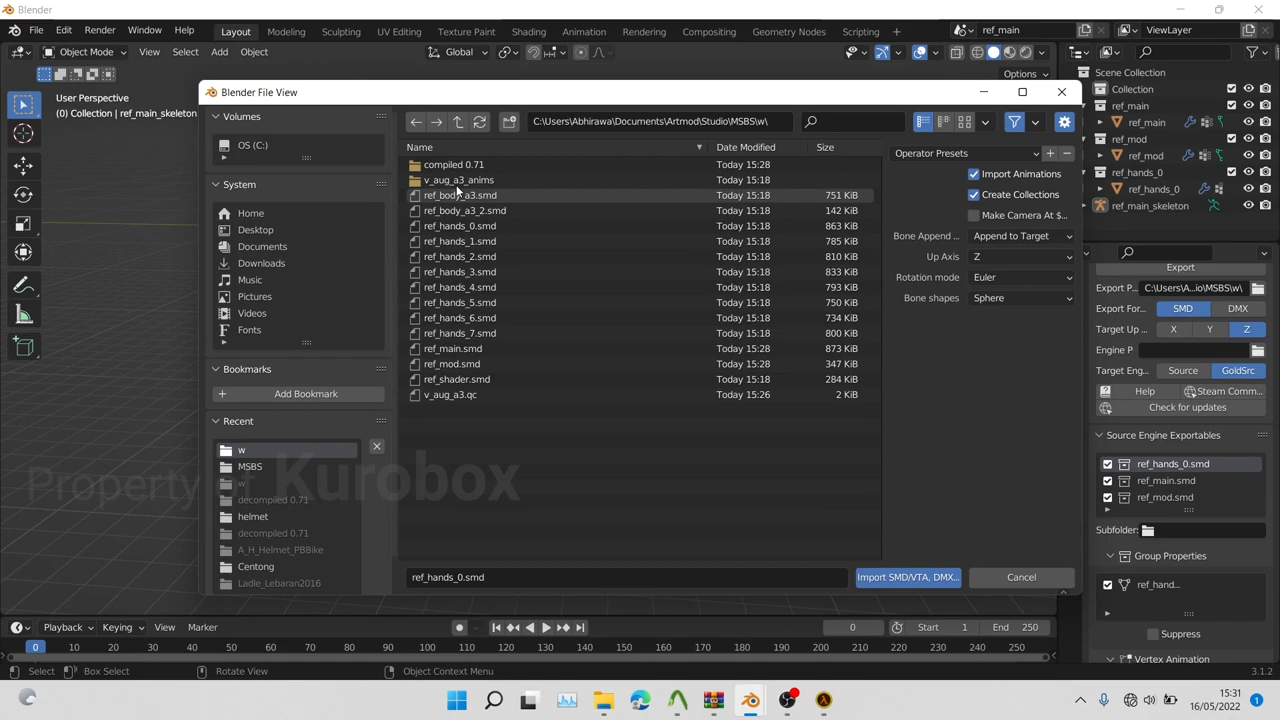 Blender
File Edit Render Window Help Layout Modeling Sculpting UV Editing Texture Paint Shading Animation Rendering Compositing Geometry Nodes Scripting + ref_main ViewLayer
Object Mode View Select Add Object Global
Options
User Perspective
(0) Collection | ref_main_skeleton
Scene Collection
Collection
ref_main
ref_main
ref_mod
ref_mod
ref_hands_0
ref_hands_0
ref_main_skeleton
Blender File View
Volumes
OS (C:)
System
Home
Desktop
Documents
Downloads
Music
Pictures
Videos
Fonts
Bookmarks
Add Bookmark
Recent
w
MSBS
w
decompiled 0.71
helmet
decompiled 0.71
A_H_Helmet_PBBike
Centong
Ladle_Lebaran2016
C:\Users\Abhirawa\Documents\Artmod\Studio\MSBS\w\
Name Date Modified Size
compiled 0.71 Today 15:28
v_aug_a3_anims Today 15:18
ref_body_a3.smd Today 15:18 751 KiB
ref_body_a3_2.smd Today 15:18 142 KiB
ref_hands_0.smd Today 15:18 863 KiB
ref_hands_1.smd Today 15:18 785 KiB
ref_hands_2.smd Today 15:18 810 KiB
ref_hands_3.smd Today 15:18 833 KiB
ref_hands_4.smd Today 15:18 793 KiB
ref_hands_5.smd Today 15:18 750 KiB
ref_hands_6.smd Today 15:18 734 KiB
ref_hands_7.smd Today 15:18 800 KiB
ref_main.smd Today 15:28 873 KiB
ref_mod.smd Today 15:28 347 KiB
ref_shader.smd Today 15:18 284 KiB
v_aug_a3.qc Today 15:26 2 KiB
Operator Presets
Import Animations
Create Collections
Make Camera At $...
Bone Append ... Append to Target
Up Axis Z
Rotation mode Euler
Bone shapes Sphere
ref_hands_0.smd Import SMD/VTA, DMX... Cancel
Property of Kurobox
Export
Export P... C:\Users\A...io\MSBS\w\
Export For... SMD DMX
Target Up ... X Y Z
Engine P
Target Eng... Source GoldSrc
Help Steam Comm...
Check for updates
Source Engine Exportables
ref_hands_0.smd
ref_main.smd
ref_mod.smd
Subfolder:
Group Properties
ref_hand...
Suppress
Vertex Animation
Playback Keying View Marker 0 Start 1 End 250
0 10 20 30 40 50 60 70 80 90 100 110 120 130 140 150 160 170 180 190 200 210 220 230 240 250
Select Box Select Rotate View Object Context Menu 3.1.2
15:31
16/05/2022
1